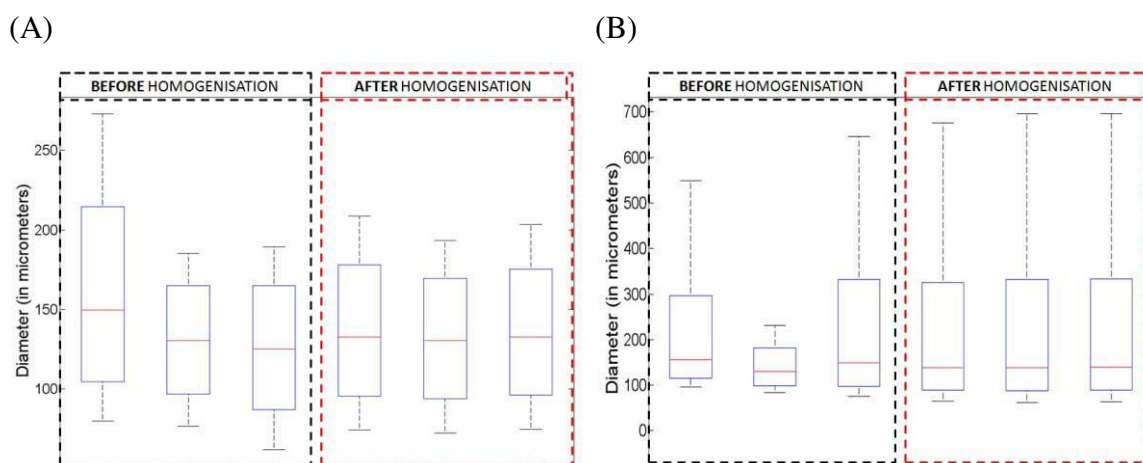 (A)
(B)
BEFORE HOMOGENISATION
AFTER HOMOGENISATION
Diameter (in micrometers)
250
200
150
100
BEFORE HOMOGENISATION
AFTER HOMOGENISATION
Diameter (in micrometers)
700
600
500
400
300
200
100
0